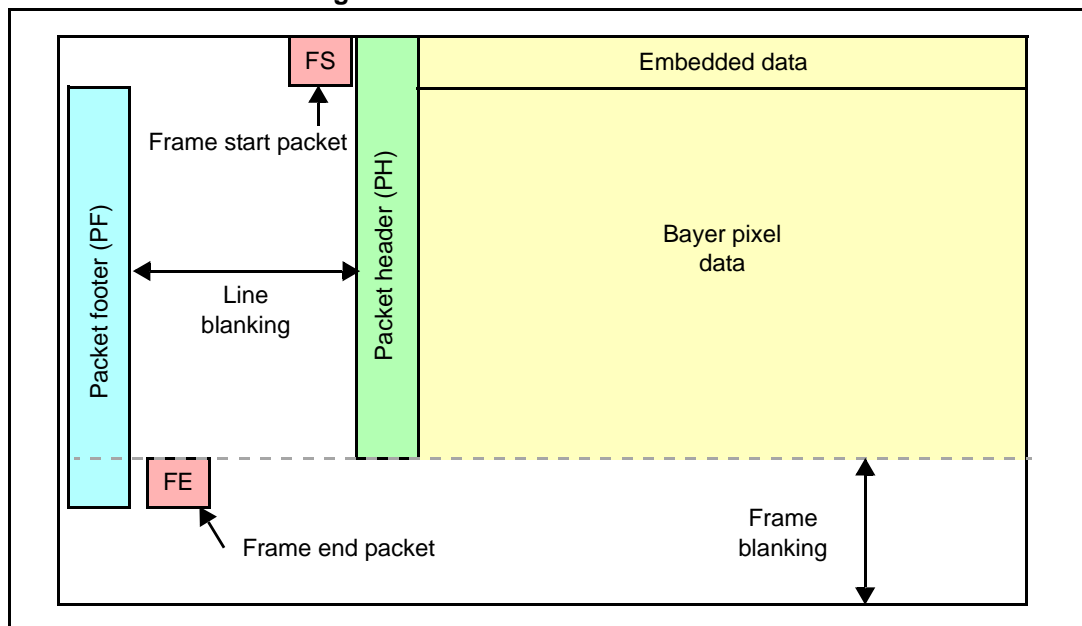 FS
Embedded data
Frame start packet
Packet footer (PF)
Packet header (PH)
Bayer pixel
data
Line
blanking
FE
Frame end packet
Frame
blanking